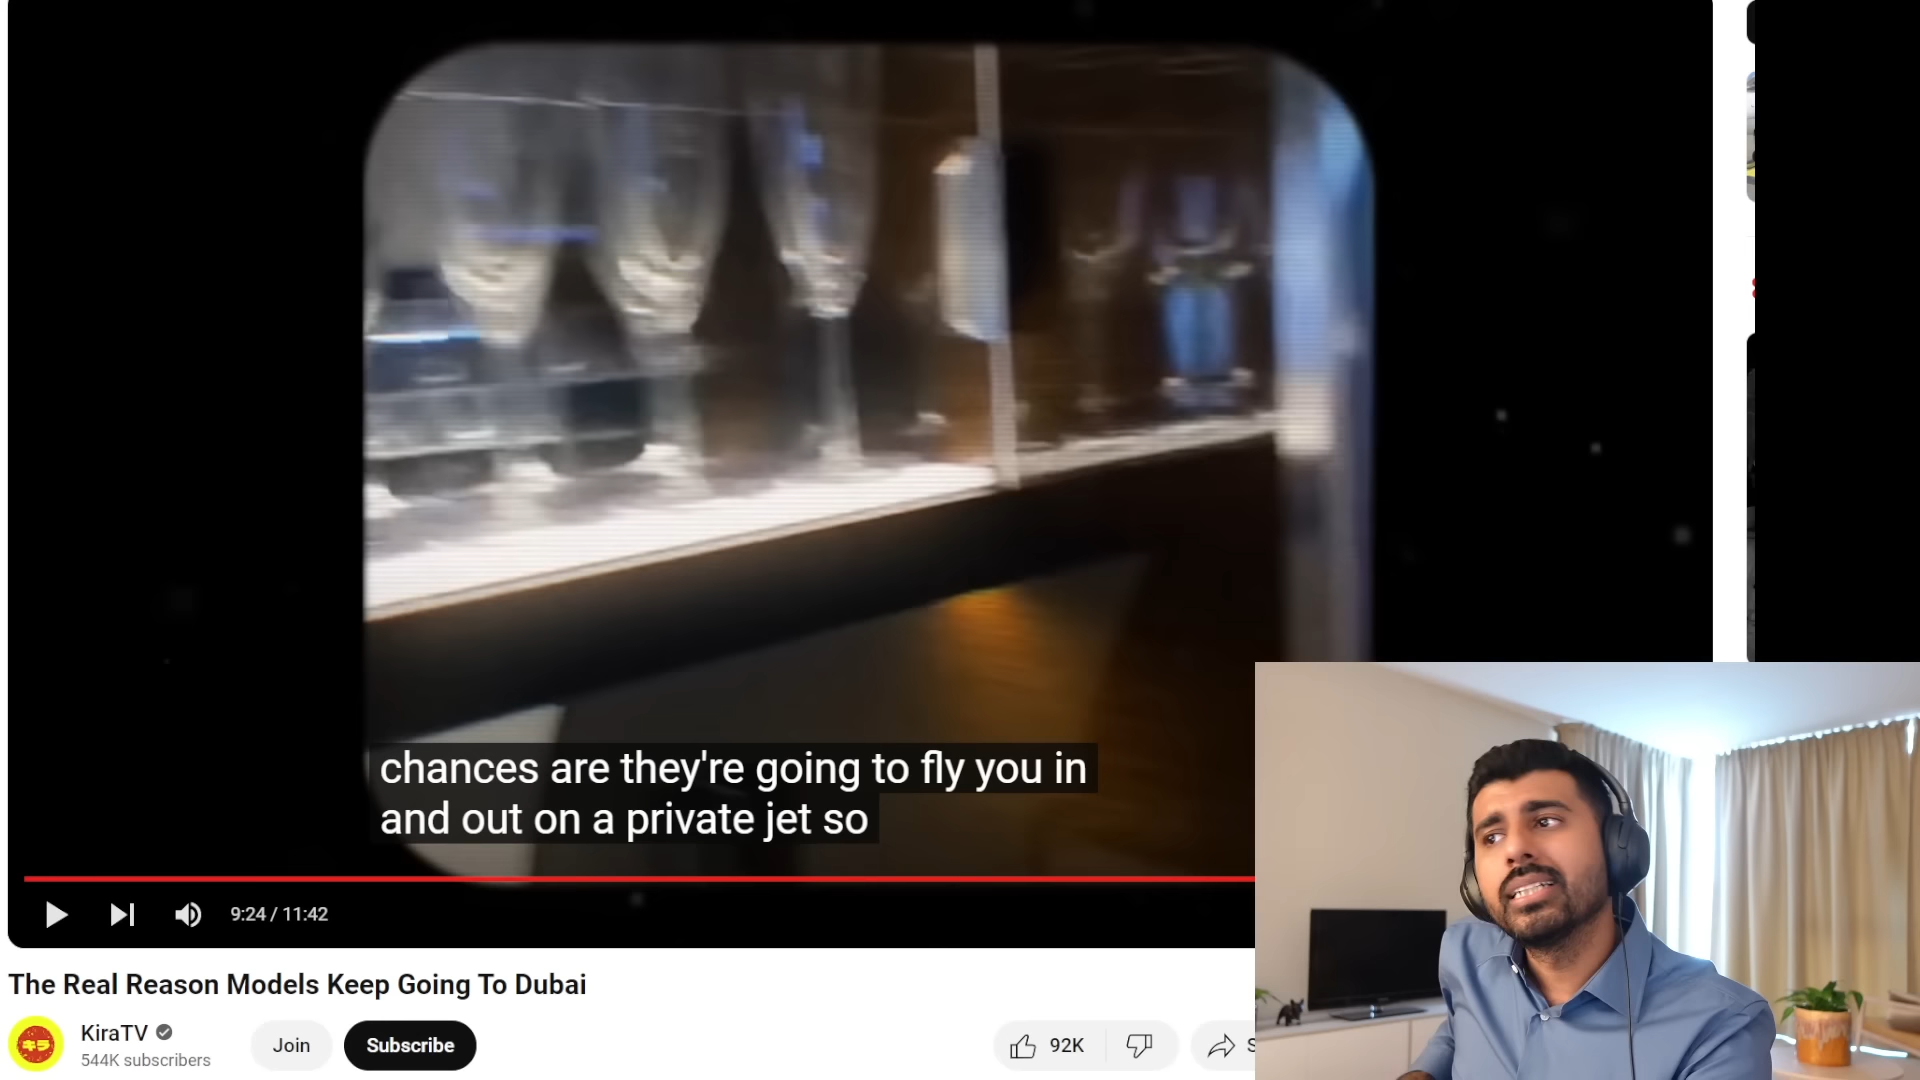 chances are they're going to fly you in
and out on a private jet so
9:24 / 11:42
The Real Reason Models Keep Going To Dubai
KiraTV
544K subscribers
Join
Subscribe
92K